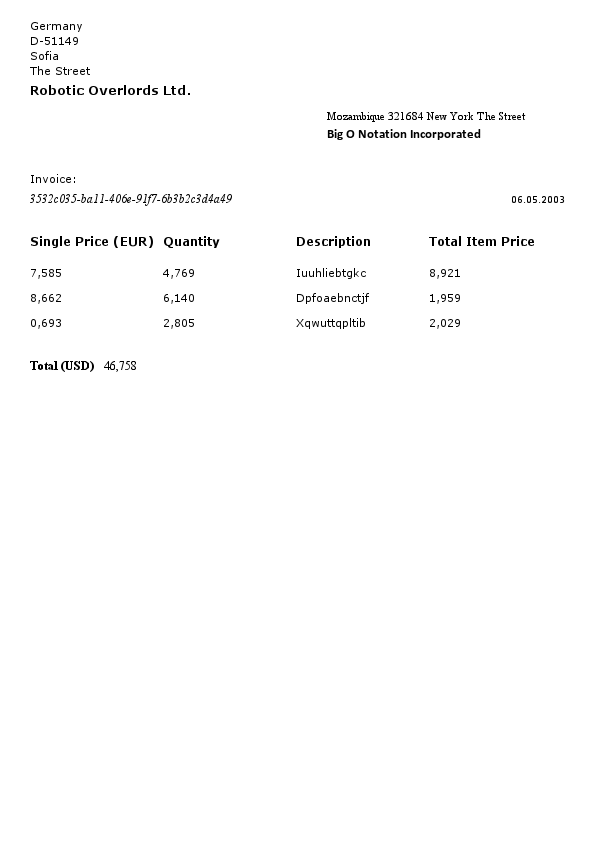 Germany
D-51149
Sofia
The Street
Robotic Overlords Ltd.
Mozambique 321684 New York The Street
Big O Notation Incorporated
Invoice:
3532c035-ba11-406e-91f7-6b3b2c3d4a49 06.05.2003
Single Price (EUR) Quantity Description Total Item Price
7,585 4,769 Iuuhliebtgkc 8,921
8,662 6,140 Dpfoaebnctjf 1,959
0,693 2,805 Xqwuttqpltib 2,029
Total (USD) 46,758